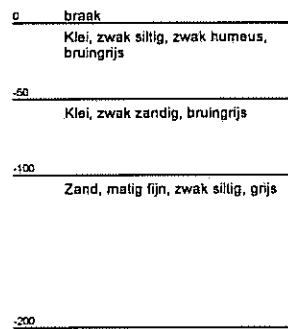 0 braak
Klei, zwak siltig, zwak humeus,
bruingrijs
-50
Klei, zwak zandig, bruingrijs
-100
Zand, matig fijn, zwak siltig, grijs
-200